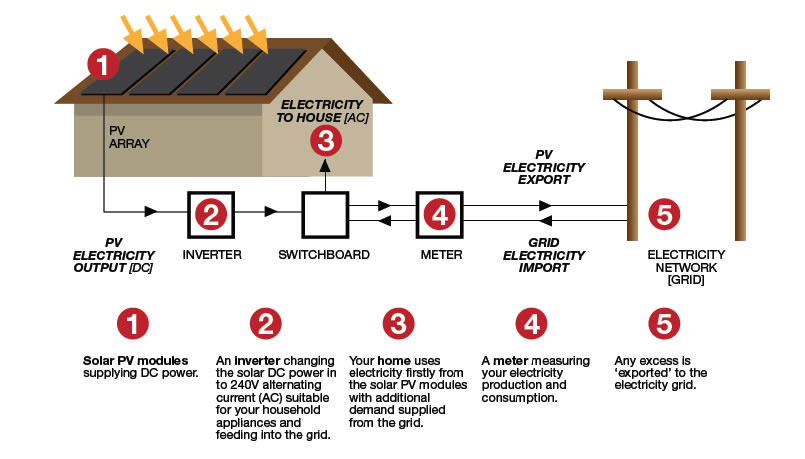 1
ELECTRICITY
TO HOUSE [AC]
3
PV
ARRAY
PV
ELECTRICITY
EXPORT
2
4
5
PV
ELECTRICITY
OUTPUT [DC]
INVERTER
SWITCHBOARD
METER
GRID
ELECTRICITY
IMPORT
ELECTRICITY
NETWORK
[GRID]
1
Solar PV modules
supplying DC power.
2
An inverter changing
the solar DC power in
to 240V alternating
current (AC) suitable
for your household
appliances and
feeding into the grid.
3
Your home uses
electricity firstly from
the solar PV modules
with additional
demand supplied
from the grid.
4
A meter measuring
your electricity
production and
consumption.
5
Any excess is
‘exported’ to the
electricity grid.